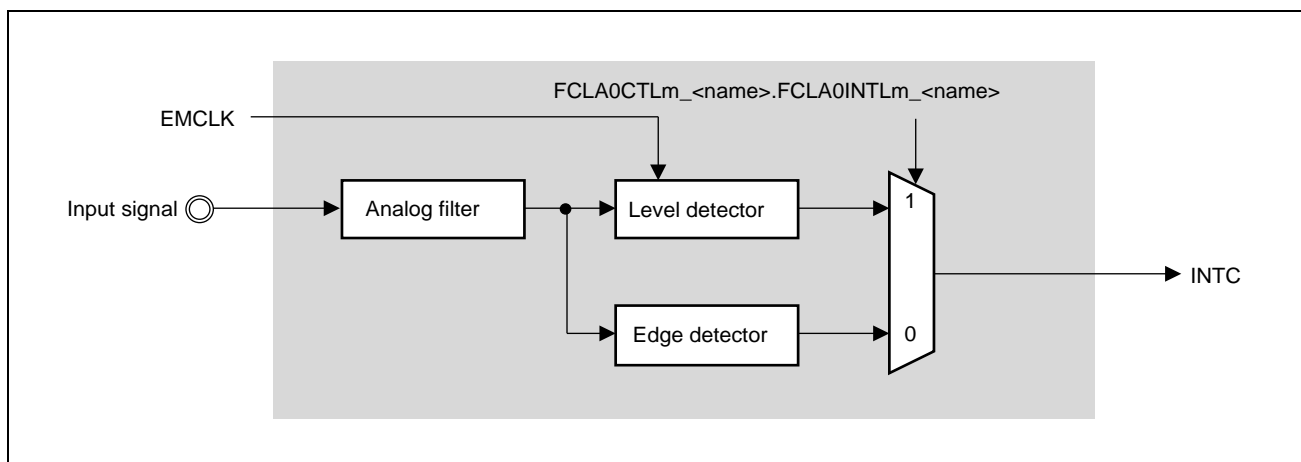 FCLA0CTLm_<name>.FCLA0INTLm_<name>
EMCLK
Input signal
Analog filter
Level detector
1
INTC
Edge detector
0